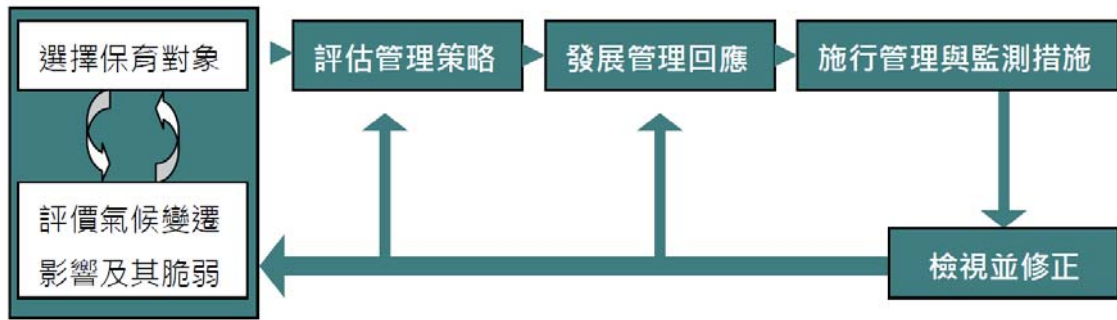 選擇保育對象
評估管理策略
發展管理回應
施行管理與監測措施
評價氣候變遷
影響及其脆弱
檢視並修正